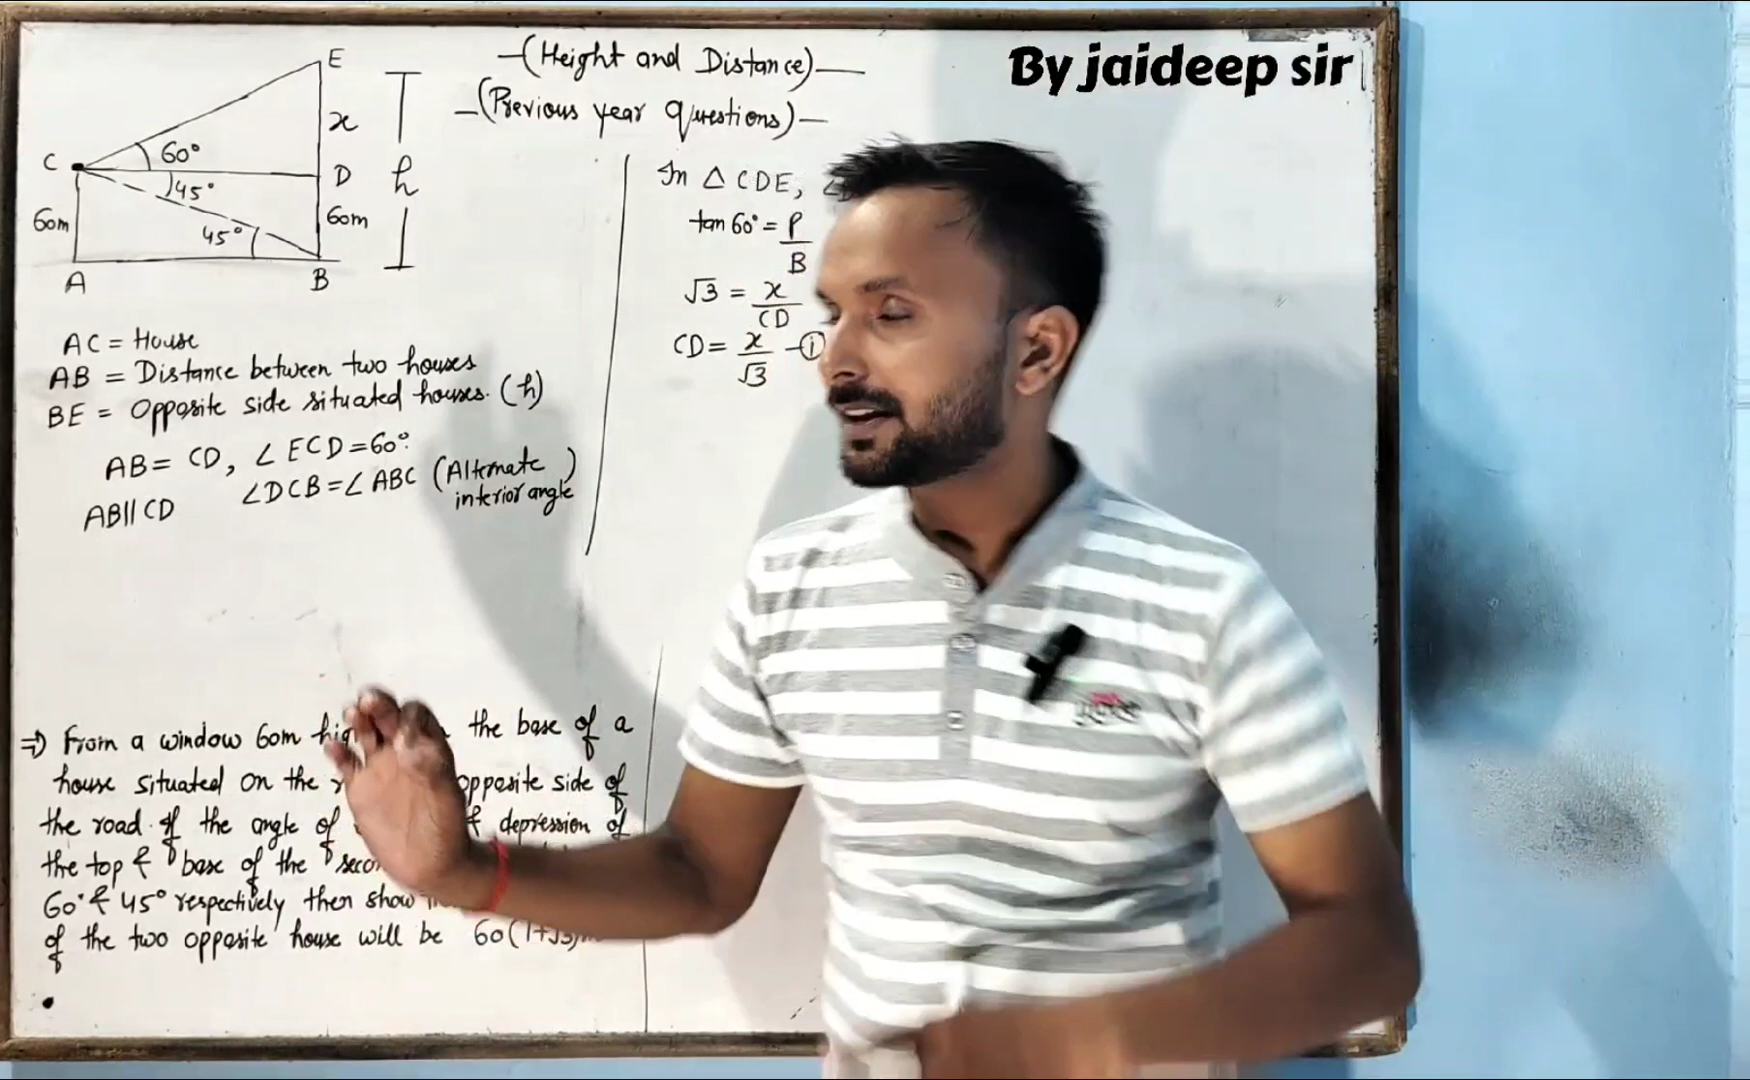 By jaideep sir
(Height and Distance)
(Previous year Questions)
E
x
C
60°
D
h
45°
60m
45°
60m
A
B
AC = House
AB = Distance between two houses
BE = Opposite side situated houses. (h)
AB = CD, ∠ECD = 60°.
AB || CD
∠DCB = ∠ABC (Alternate interior angle)
In △ CDE,
tan 60° = P/B
√3 = x/CD
CD = x/√3 - (i)
⇒) From a window 60m the base of a
house situated on the opposite side of
the road. If the angle of depression of
the top & base of the
60° & 45° respectively then show
of the two opposite house will be 60(1+√3)